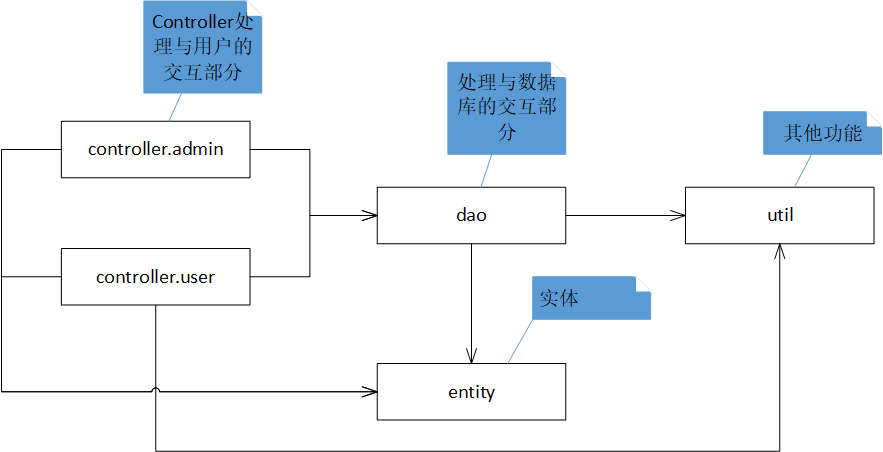 Controller处
理与用户的
交互部分
处理与数据
库的交互部
分
其他功能
controller.admin
dao
util
controller.user
实体
entity